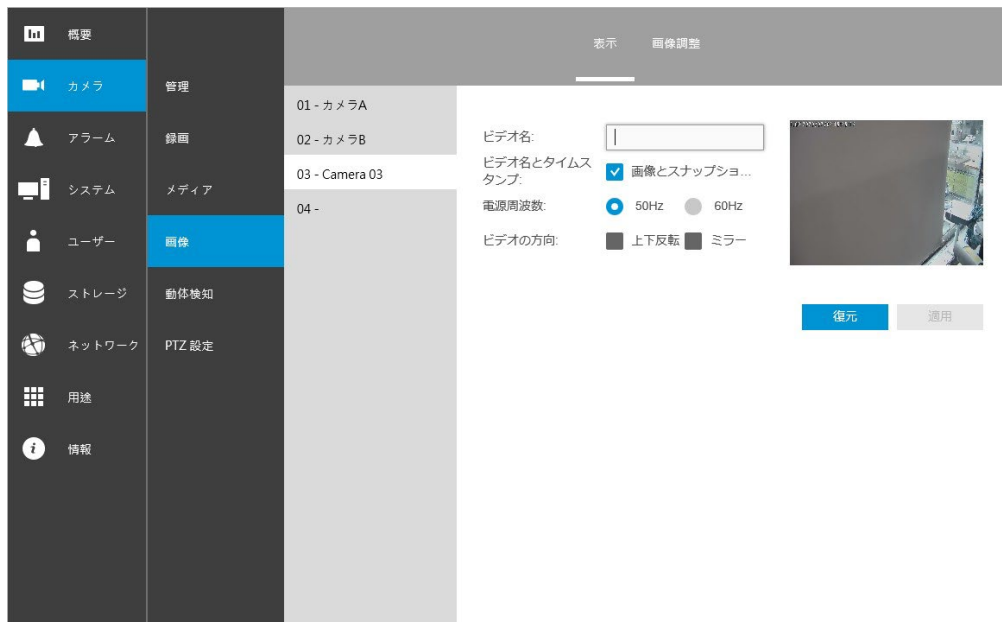 概要
カメラ
アラーム
システム
ユーザー
ストレージ
ネットワーク
用途
情報
管理
録画
メディア
画像
動体検知
PTZ 設定
表示 画像調整
01 - カメラA
02 - カメラB
03 - Camera 03
04 -
ビデオ名:
ビデオ名とタイムス
タンプ:
画像とスナップショ...
電源周波数:
50Hz 60Hz
ビデオの方向:
上下反転 ミラー
復元 適用